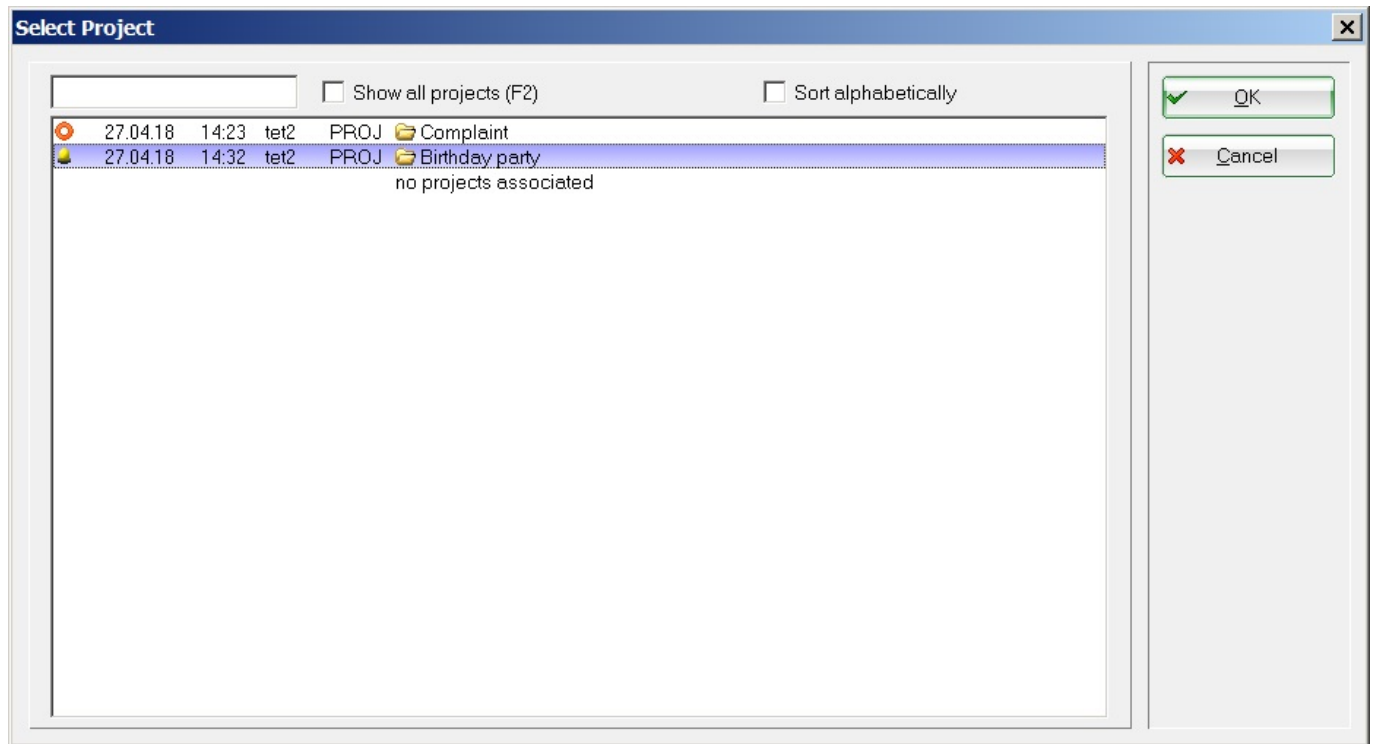 Select Project
Show all projects (F2) Sort alphabetically
27.04.18 14:23 tet2 PROJ Complaint
27.04.18 14:32 tet2 PROJ Birthday party
no projects associated
OK
Cancel